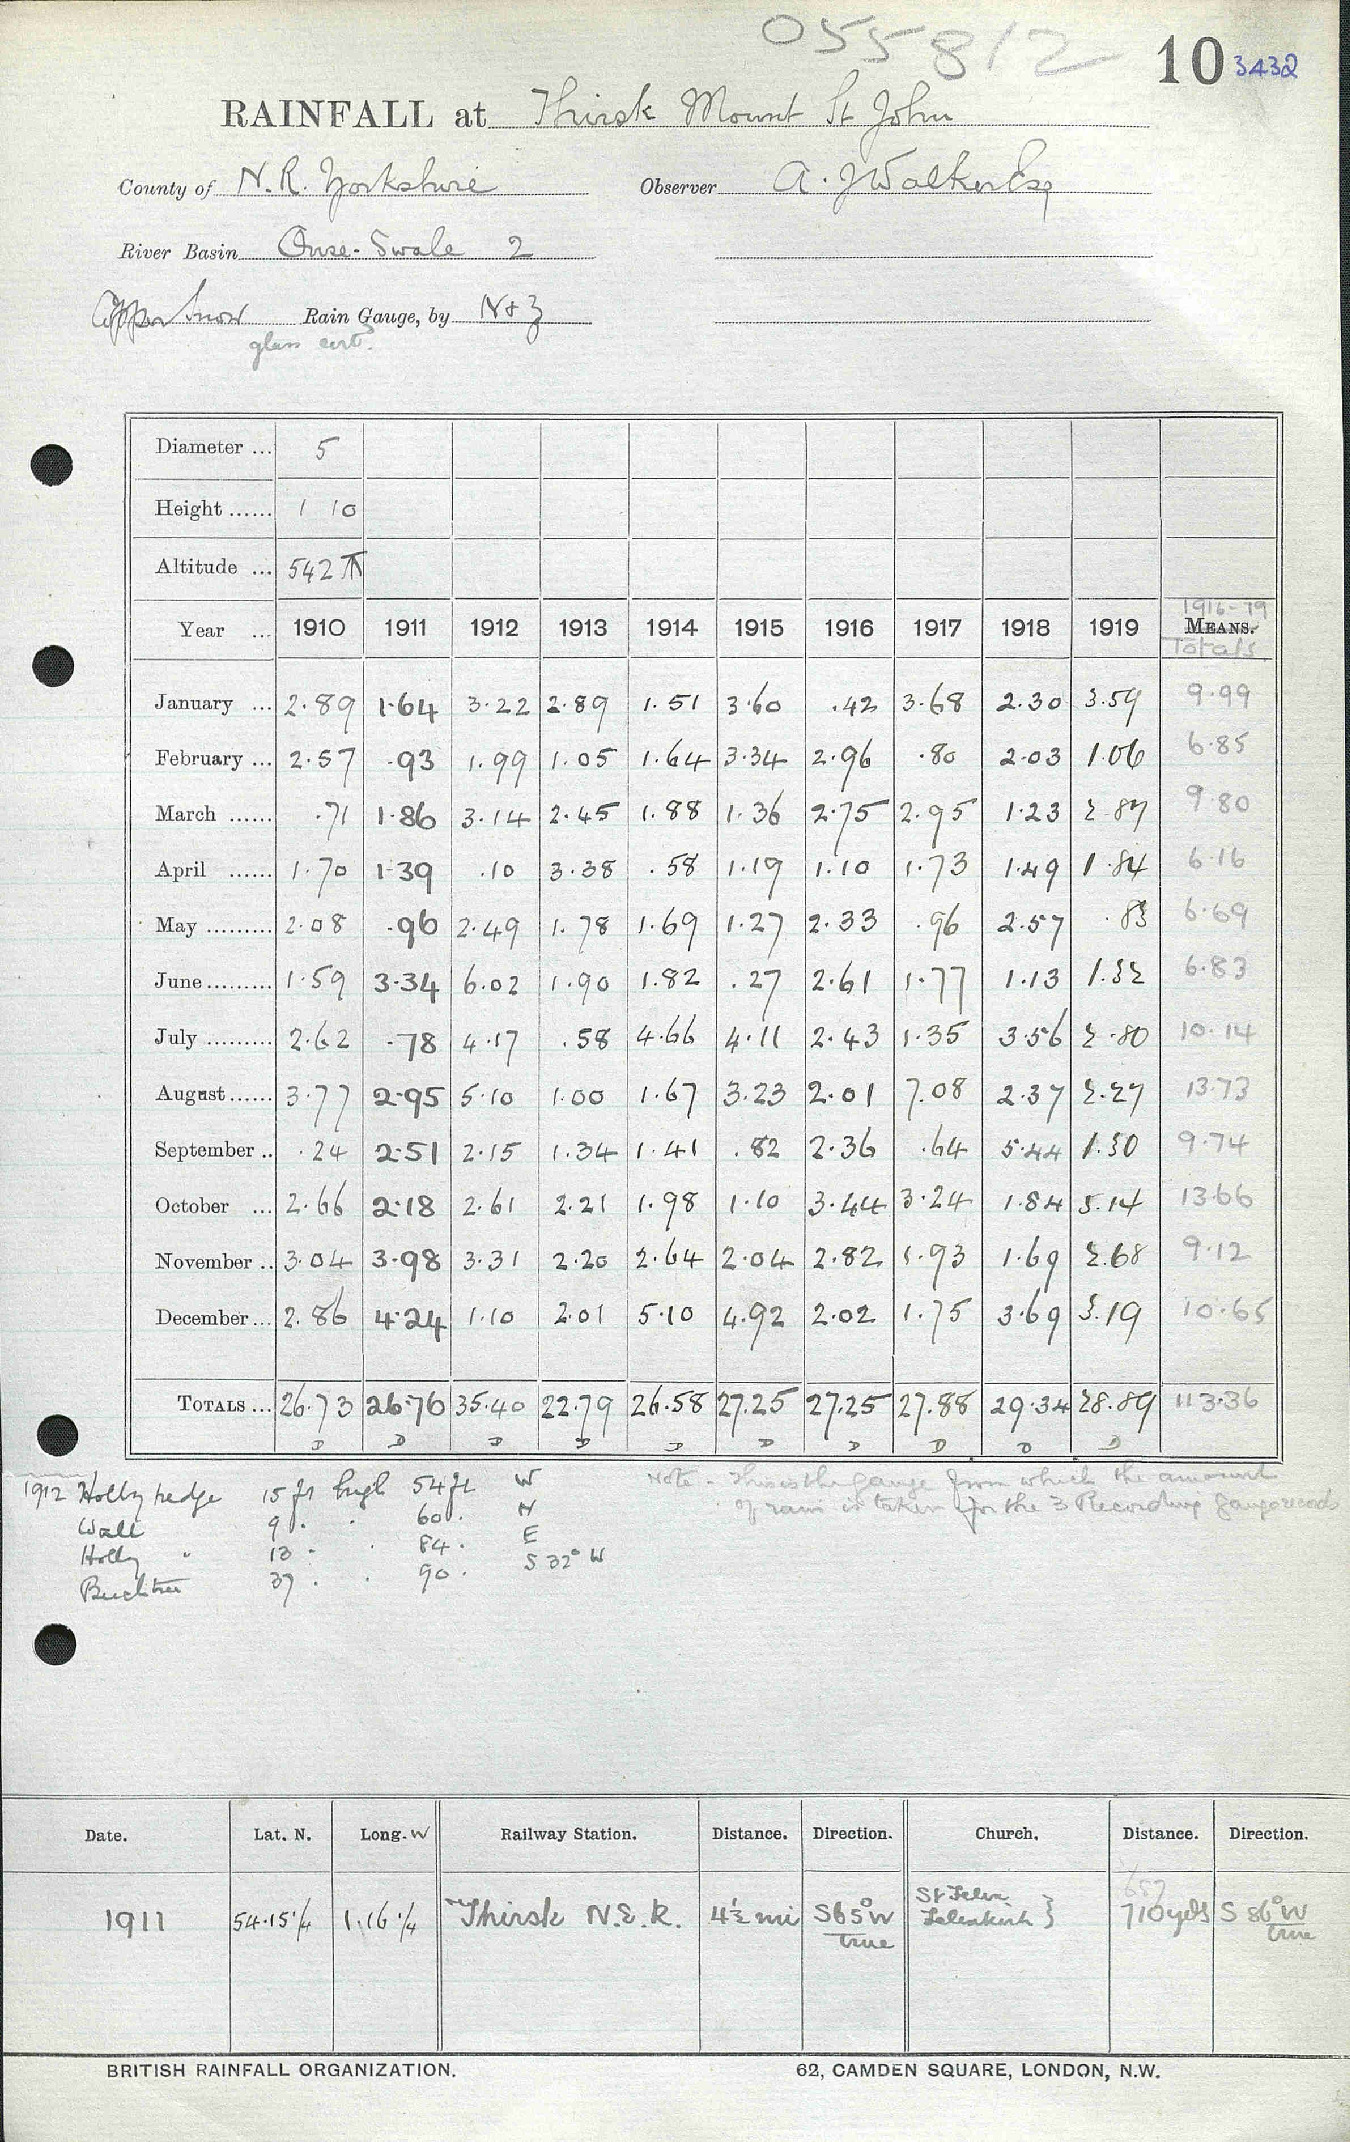 055812
10 3432
RAINFALL at Thirsk Mount St John
County of N.R. Yorkshire Observer A. J Walker Esq
River Basin Ouse-Swale 2
Snow Rain Gauge, by N & Z
glass cert.
Diameter ... 5
Height ...... 1 10
Altitude ... 542
1916-19
Year ... 1910 1911 1912 1913 1914 1915 1916 1917 1918 1919 MEANS.
Totals
January ... 2.89 1.64 3.22 2.89 1.51 3.60 .42 3.68 2.30 3.59 9.99
February ... 2.57 .93 1.99 1.05 1.64 3.34 2.96 .80 2.03 1.06 6.85
March ...... .71 1.86 3.14 2.45 1.88 1.36 2.75 2.95 1.23 2.87 9.80
April ...... 1.70 1.39 .10 3.38 .58 1.19 1.10 1.73 1.49 1.84 6.16
May ......... 2.08 .96 2.49 1.78 1.69 1.27 2.33 .96 2.57 .83 6.69
June ......... 1.59 3.34 6.02 1.90 1.82 .27 2.61 1.77 1.13 1.32 6.83
July ......... 2.62 .78 4.17 .58 4.66 4.11 2.43 1.35 3.56 2.80 10.14
August ...... 3.77 2.95 5.10 1.00 1.67 3.23 2.01 7.08 2.37 2.27 13.73
September .. .24 2.51 2.15 1.34 1.41 .82 2.36 .64 5.44 1.30 9.74
October ... 2.66 2.18 2.61 2.21 1.98 1.10 3.44 3.24 1.84 5.14 13.66
November .. 3.04 3.98 3.31 2.20 2.64 2.04 2.82 1.93 1.69 2.68 9.12
December ... 2.86 4.24 1.10 2.01 5.10 4.92 2.02 1.75 3.69 3.19 10.65
TOTALS ... 26.73 26.76 35.40 22.79 26.58 27.25 27.25 27.88 29.34 28.89 113.36
D D D D D D D D D D
1912 Holly hedge 15 ft high 54 ft W
Wall 9 " " 60 " N
Holly " 13 " 84 " E
Beechtree 37 " " 90 " S 32° W
Note - This is the gauge from which the amount
of rain is taken for the 3 Recording gauge records
Date. Lat. N. Long. W Railway Station. Distance. Direction. Church. Distance. Direction.
657
1911 54.15¼ 1.16¼ Thirsk N.E.R. 4½ mi S65°W true St Felix Felixkirk } 710 yds S 86°W true
BRITISH RAINFALL ORGANIZATION. 62, CAMDEN SQUARE, LONDON, N.W.